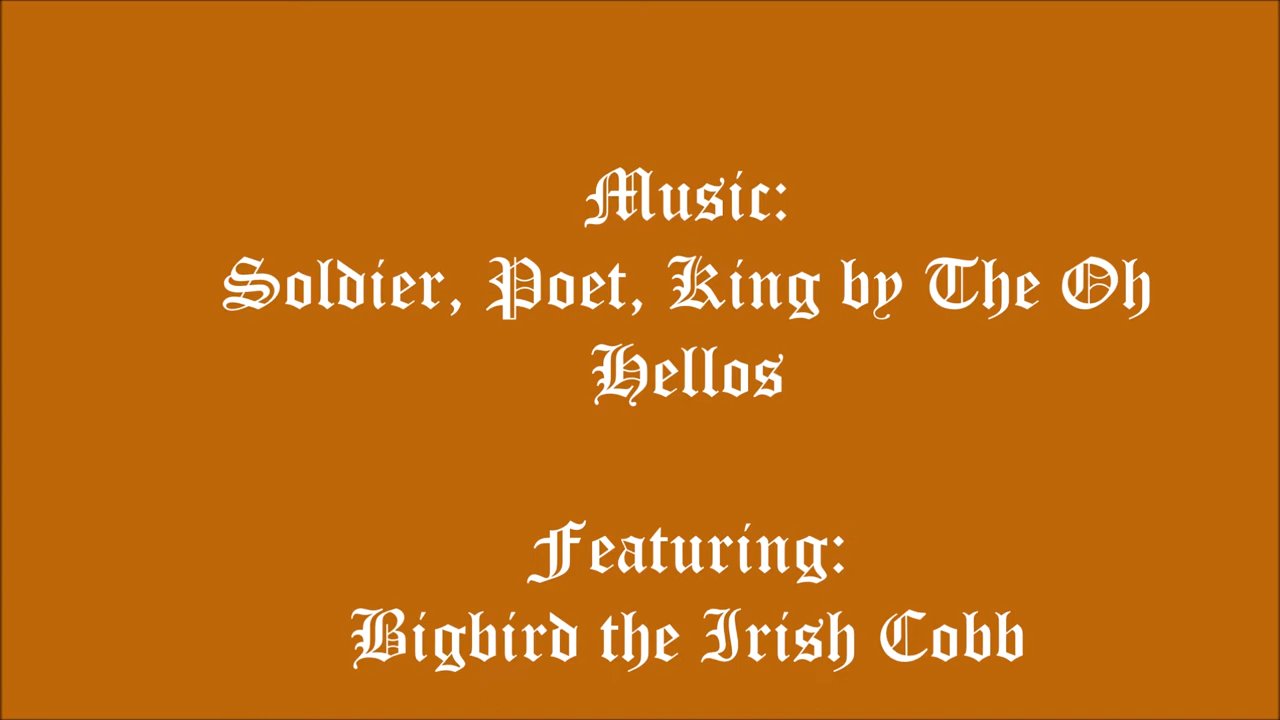 Music:
Soldier, Poet, King by The Oh
Hellos
Featuring:
Bigbird the Irish Cobb